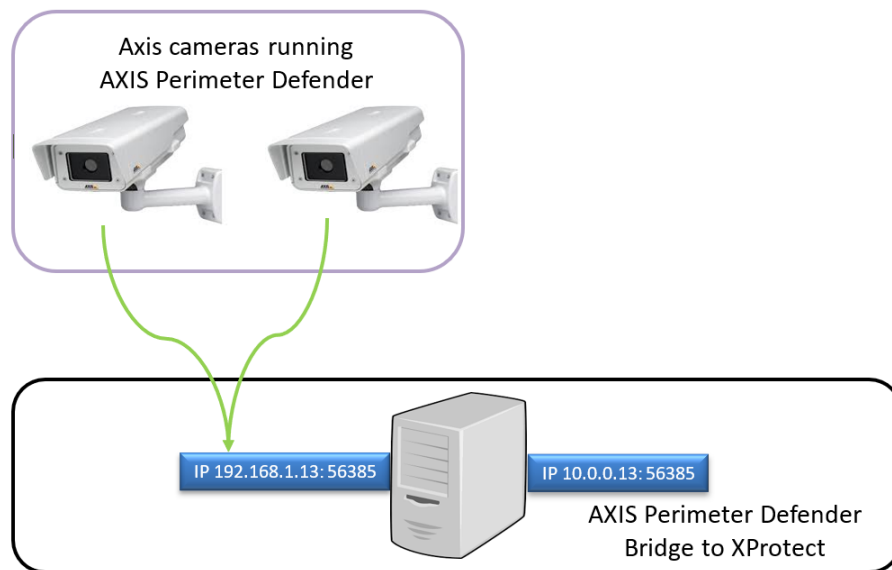 Axis cameras running
AXIS Perimeter Defender
IP 192.168.1.13:56385
IP 10.0.0.13:56385
AXIS Perimeter Defender
Bridge to XProtect